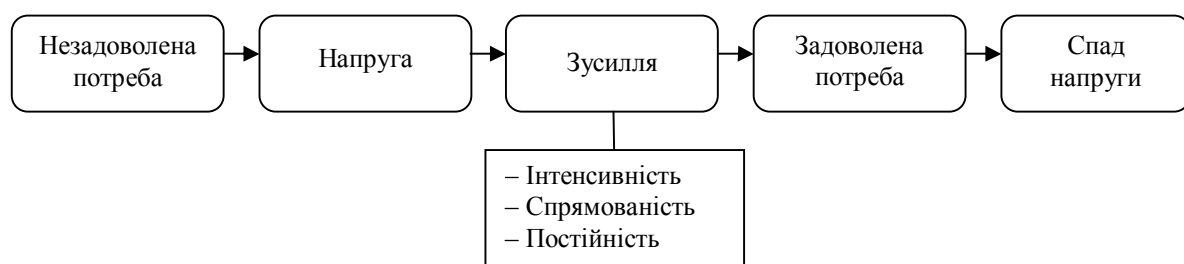 Незадоволена
потреба
Напруга
Зусилля
Задоволена
потреба
Спад
напруги
– Інтенсивність
– Спрямованість
– Постійність